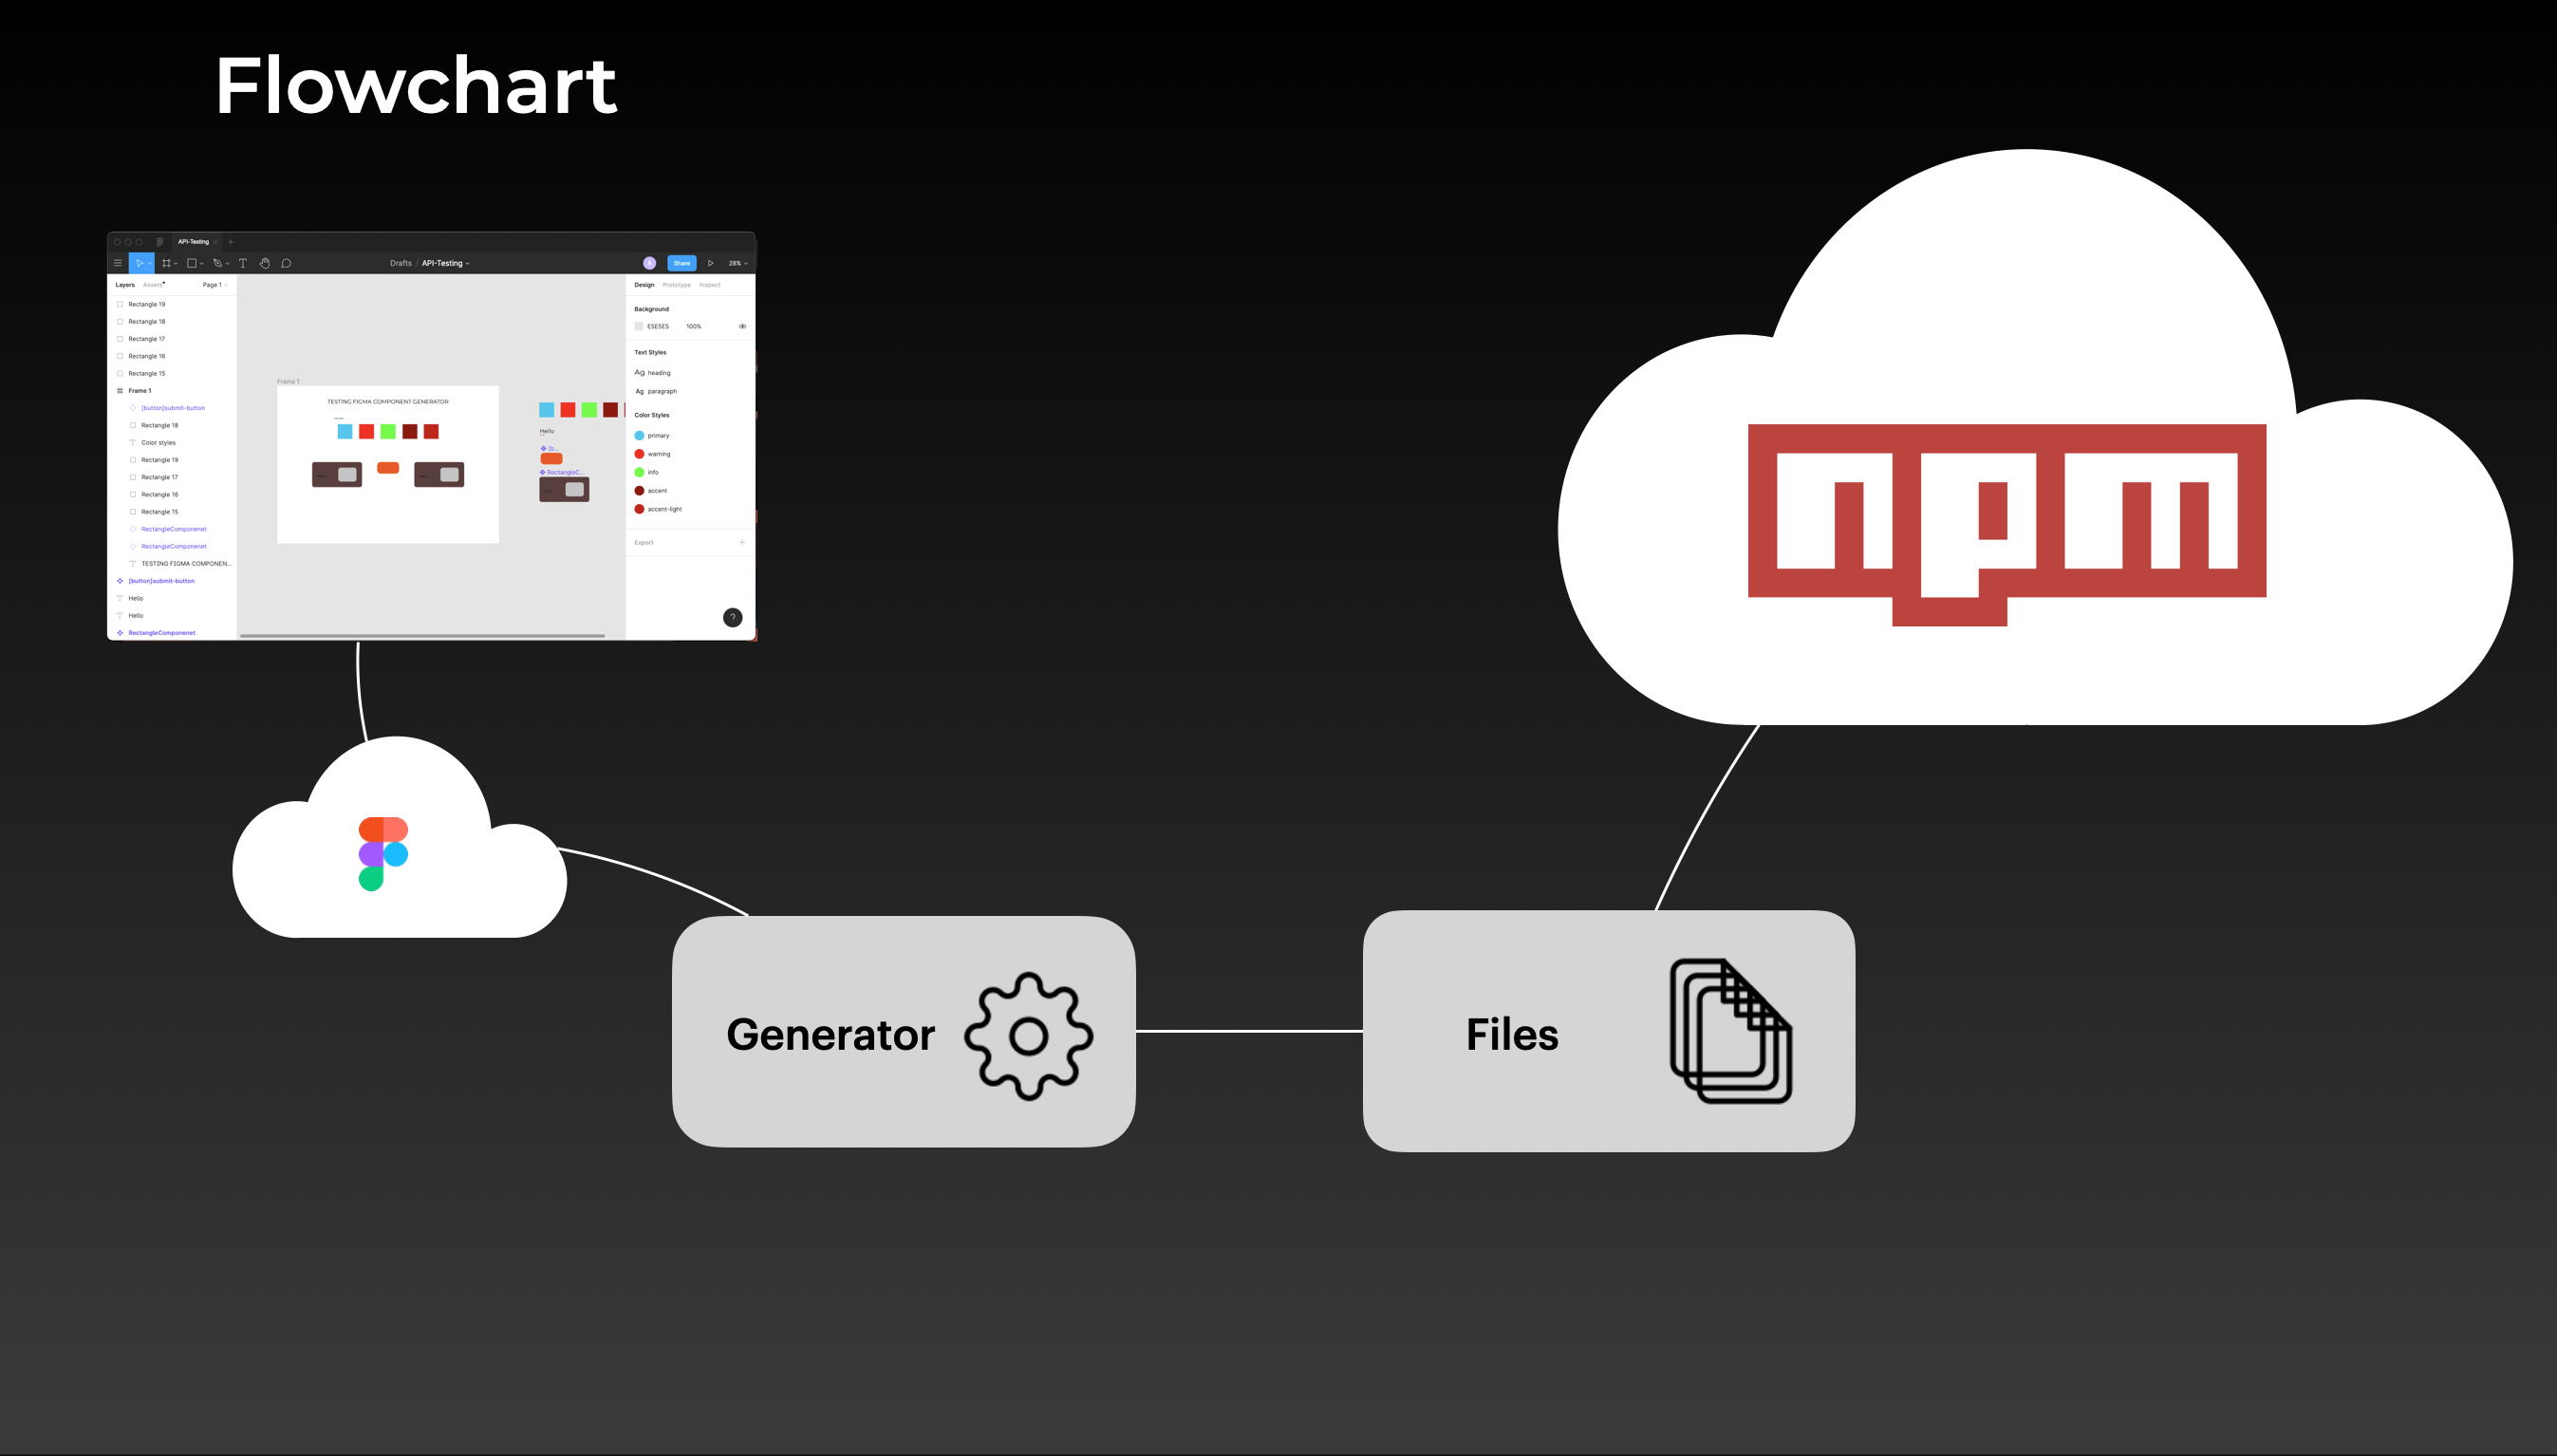 Flowchart
API-Testing
Drafts / API-Testing
A
Share
28%
Layers
Assets
Page 1
Rectangle 19
Rectangle 18
Rectangle 17
Rectangle 16
Rectangle 15
Frame 1
[button]submit-button
Rectangle 18
Color styles
Rectangle 19
Rectangle 17
Rectangle 16
Rectangle 15
RectangleComponenet
RectangleComponenet
TESTING FIGMA COMPONEN...
[button]submit-button
Hello
Hello
RectangleComponenet
Frame 1
TESTING FIGMA COMPONENT GENERATOR
Hello
[b...
RectangleC...
Design
Prototype
Inspect
Background
E5E5E5 100%
Text Styles
Ag heading
Ag paragraph
Color Styles
primary
warning
info
accent
accent-light
Export
?
npm
Generator
Files